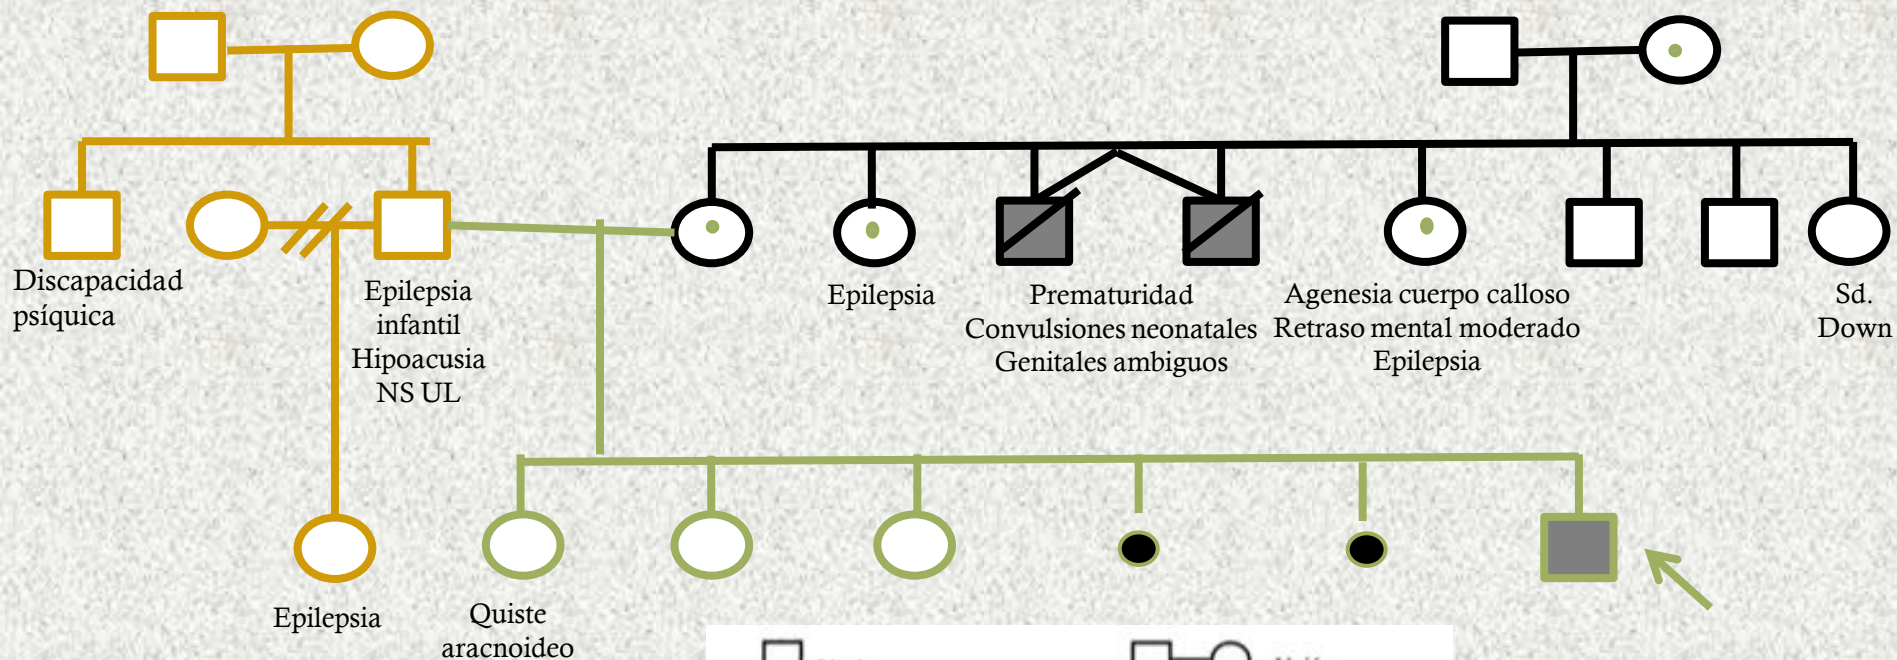 Discapacidad
psíquica
Epilepsia
infantil
Hipoacusia
NS UL
Epilepsia
Prematuridad
Convulsiones neonatales
Genitales ambiguos
Agenesia cuerpo calloso
Retraso mental moderado
Epilepsia
Sd.
Down
Epilepsia
Quiste
aracnoideo